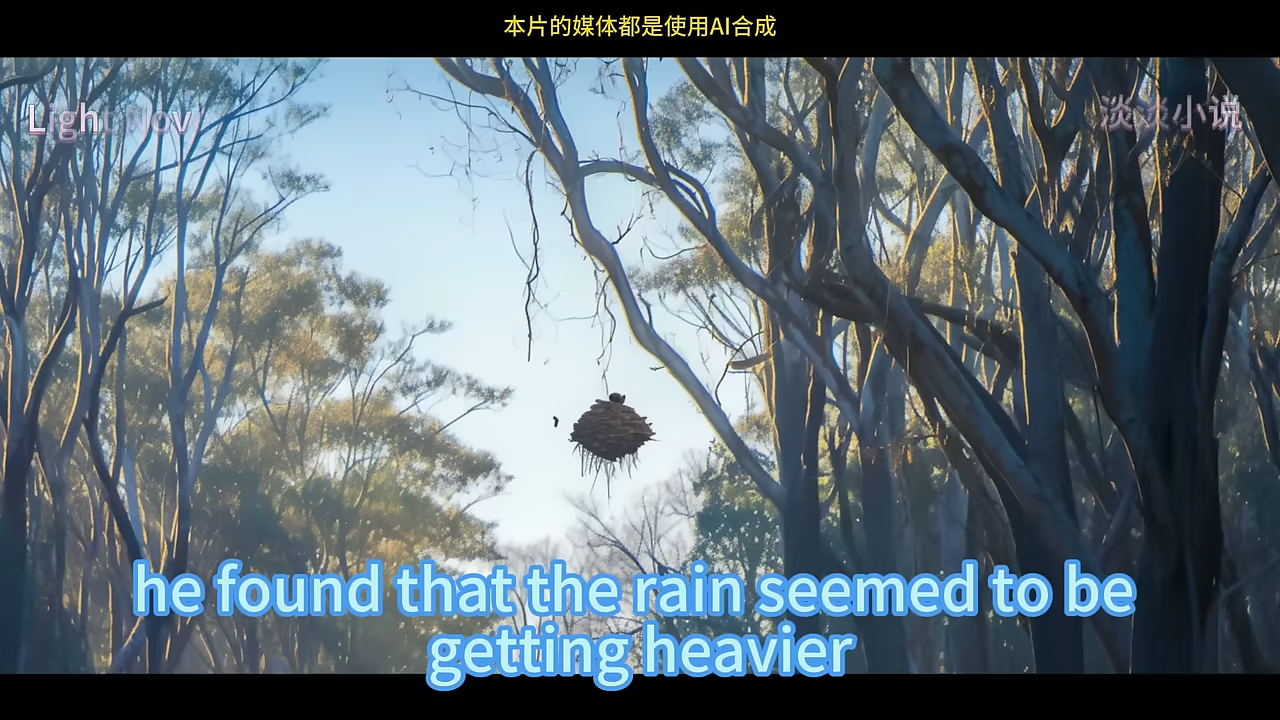 本片的媒体都是使用AI合成
Light Nov
淡淡小说
he found that the rain seemed to be
getting heavier